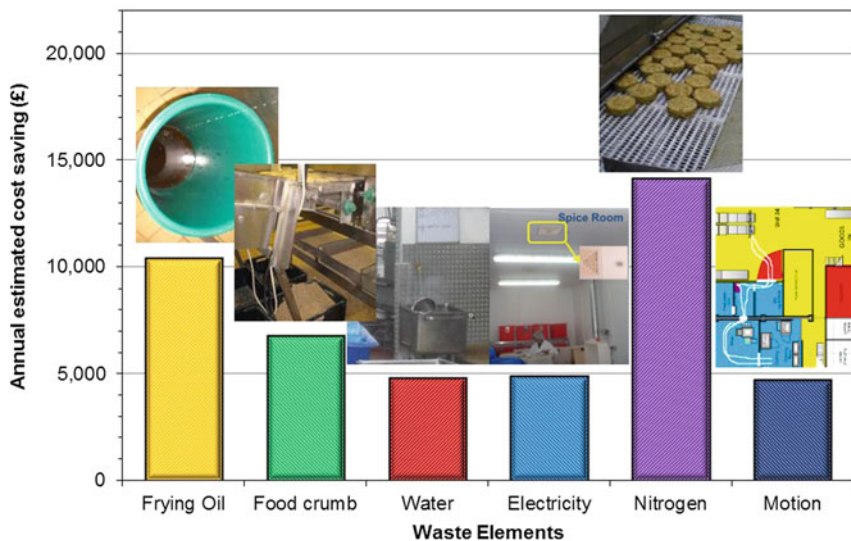 Annual estimated cost saving (£)
20,000
15,000
10,000
5,000
0
Spice Room
Frying Oil
Food crumb
Water
Electricity
Nitrogen
Motion
Waste Elements